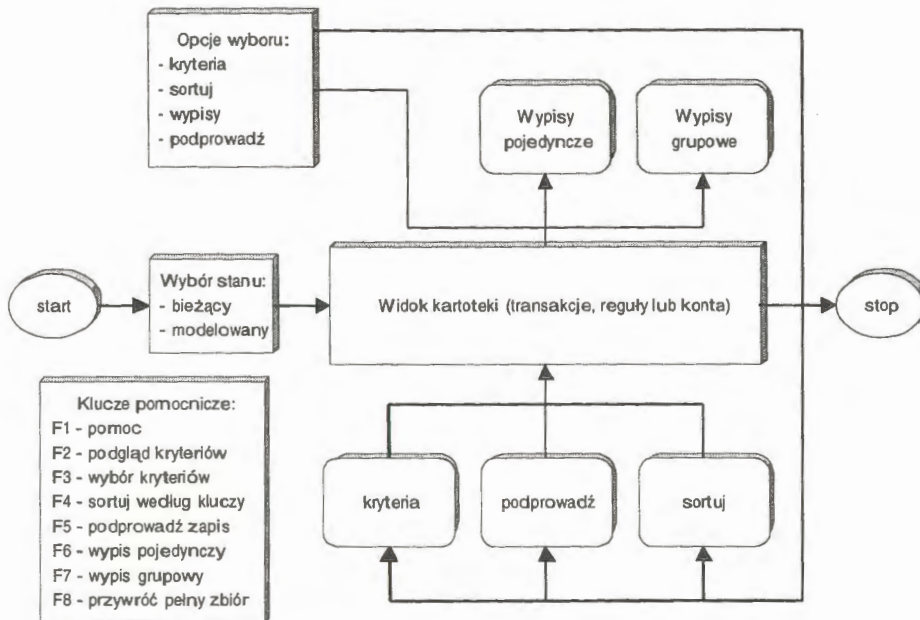 Opcje wyboru:
- kryteria
- sortuj
- wypisy
- podprowadź
Wypisy
pojedyncze
Wypisy
grupowe
start
Wybór stanu:
- bieżący
- modelowany
Widok kartoteki (transakcje, reguły lub konta)
stop
Klucze pomocnicze:
F1 - pomoc
F2 - podgląd kryteriów
F3 - wybór kryteriów
F4 - sortuj według kluczy
F5 - podprowadź zapis
F6 - wypis pojedynczy
F7 - wypis grupowy
F8 - przywróć pełny zbiór
kryteria
podprowadź
sortuj